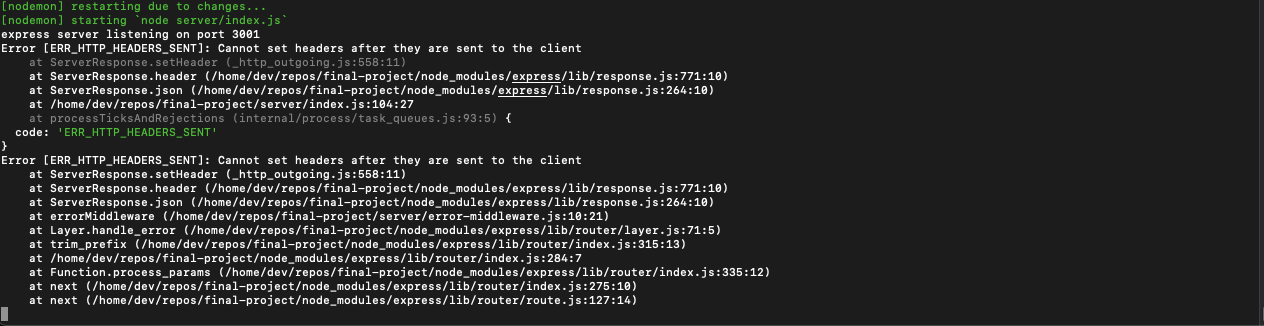 [nodemon] restarting due to changes...
[nodemon] starting `node server/index.js`
express server listening on port 3001
Error [ERR_HTTP_HEADERS_SENT]: Cannot set headers after they are sent to the client
    at ServerResponse.setHeader (_http_outgoing.js:558:11)
    at ServerResponse.header (/home/dev/repos/final-project/node_modules/express/lib/response.js:771:10)
    at ServerResponse.json (/home/dev/repos/final-project/node_modules/express/lib/response.js:264:10)
    at /home/dev/repos/final-project/server/index.js:104:27
    at processTicksAndRejections (internal/process/task_queues.js:93:5) {
  code: 'ERR_HTTP_HEADERS_SENT'
}
Error [ERR_HTTP_HEADERS_SENT]: Cannot set headers after they are sent to the client
    at ServerResponse.setHeader (_http_outgoing.js:558:11)
    at ServerResponse.header (/home/dev/repos/final-project/node_modules/express/lib/response.js:771:10)
    at ServerResponse.json (/home/dev/repos/final-project/node_modules/express/lib/response.js:264:10)
    at errorMiddleware (/home/dev/repos/final-project/server/error-middleware.js:10:21)
    at Layer.handle_error (/home/dev/repos/final-project/node_modules/express/lib/router/layer.js:71:5)
    at trim_prefix (/home/dev/repos/final-project/node_modules/express/lib/router/index.js:315:13)
    at /home/dev/repos/final-project/node_modules/express/lib/router/index.js:284:7
    at Function.process_params (/home/dev/repos/final-project/node_modules/express/lib/router/index.js:335:12)
    at next (/home/dev/repos/final-project/node_modules/express/lib/router/index.js:275:10)
    at next (/home/dev/repos/final-project/node_modules/express/lib/router/route.js:127:14)